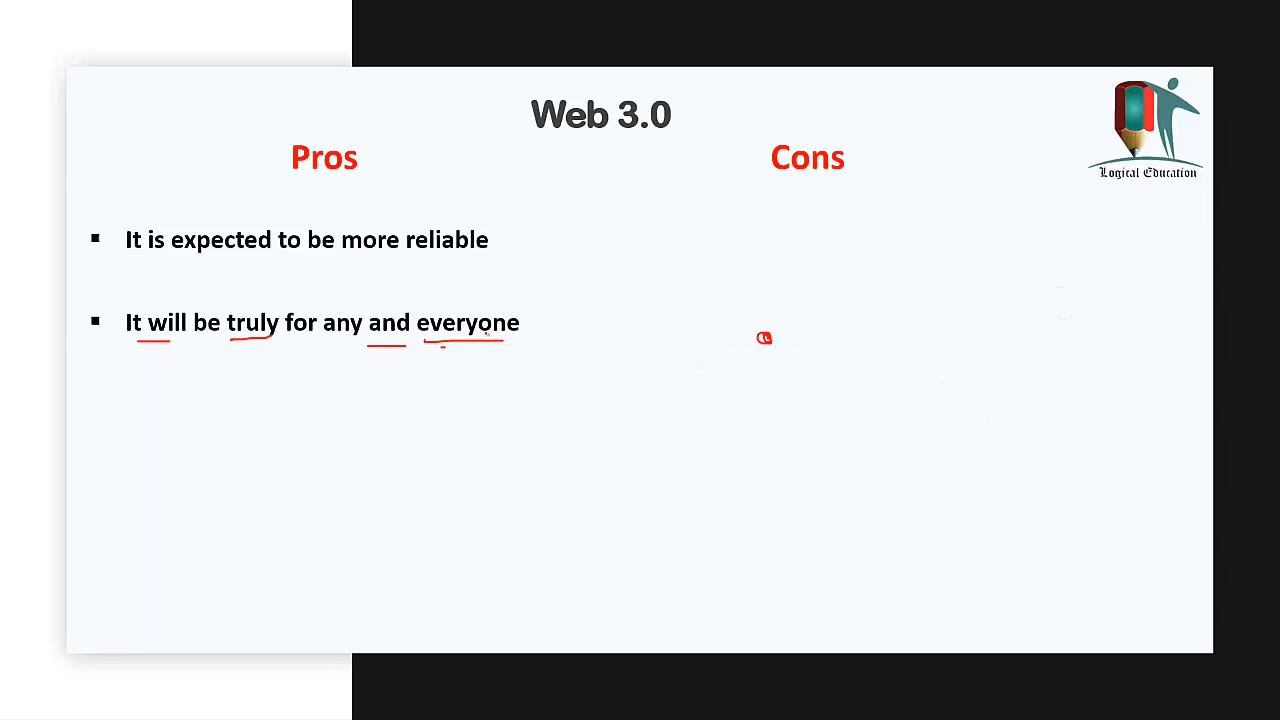 Web 3.0
Pros
Cons
Logical Education
▪ It is expected to be more reliable
▪ It will be truly for any and everyone